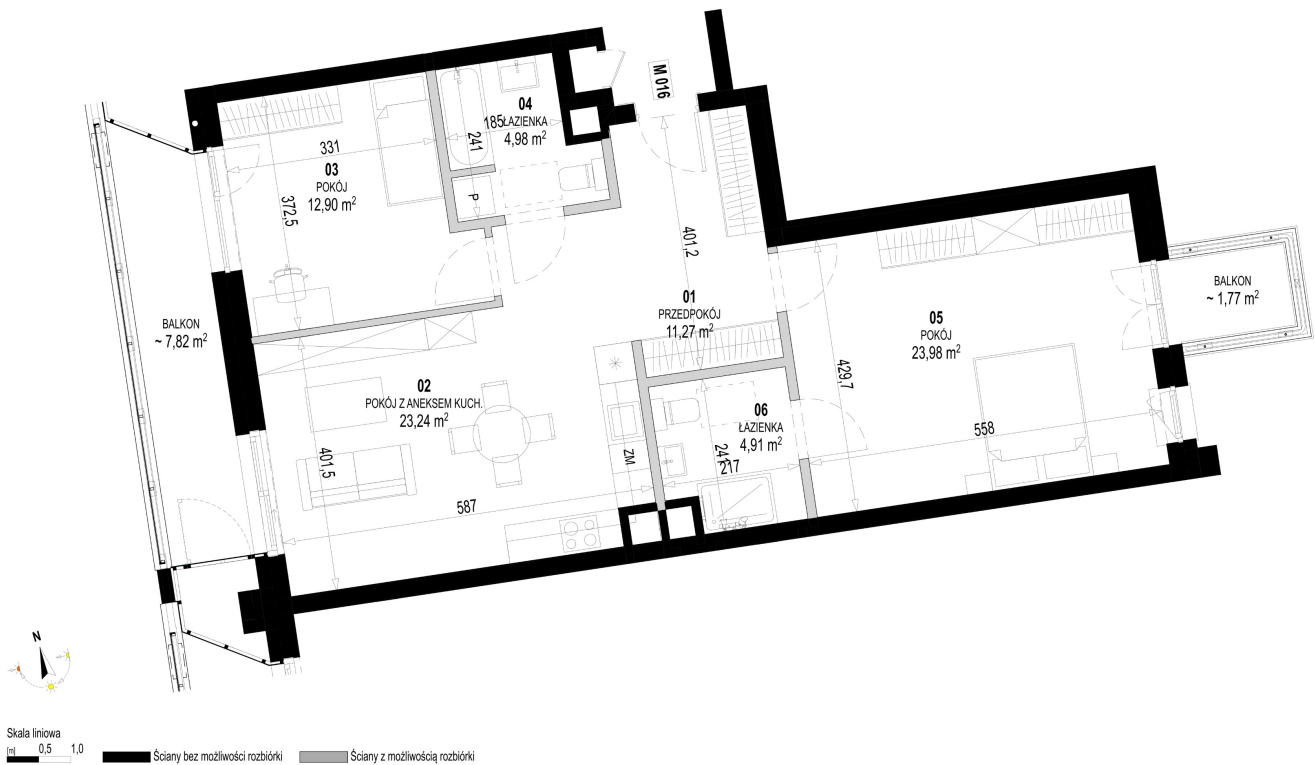 M 016
04
185 ŁAZIENKA
4,98 m²
241
P
331
03
POKÓJ
12,90 m²
372,5
401,2
01
PRZEDPOKÓJ
11,27 m²
BALKON
~ 7,82 m²
BALKON
~ 1,77 m²
05
POKÓJ
23,98 m²
429,7
558
02
POKÓJ Z ANEKSEM KUCH.
23,24 m²
401,5
587
ZM
06
ŁAZIENKA
4,91 m²
241
217
N
Skala liniowa
[m] 0,5 1,0
Ściany bez możliwości rozbiórki
Ściany z możliwością rozbiórki